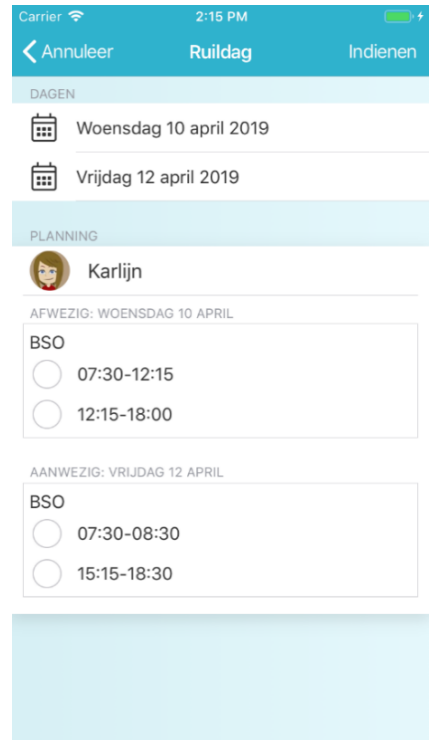 Carrier 2:15 PM
Annuleer Ruildag Indienen
DAGEN
Woensdag 10 april 2019
Vrijdag 12 april 2019
PLANNING
Karlijn
AFWEZIG: WOENSDAG 10 APRIL
BSO
07:30-12:15
12:15-18:00
AANWEZIG: VRIJDAG 12 APRIL
BSO
07:30-08:30
15:15-18:30